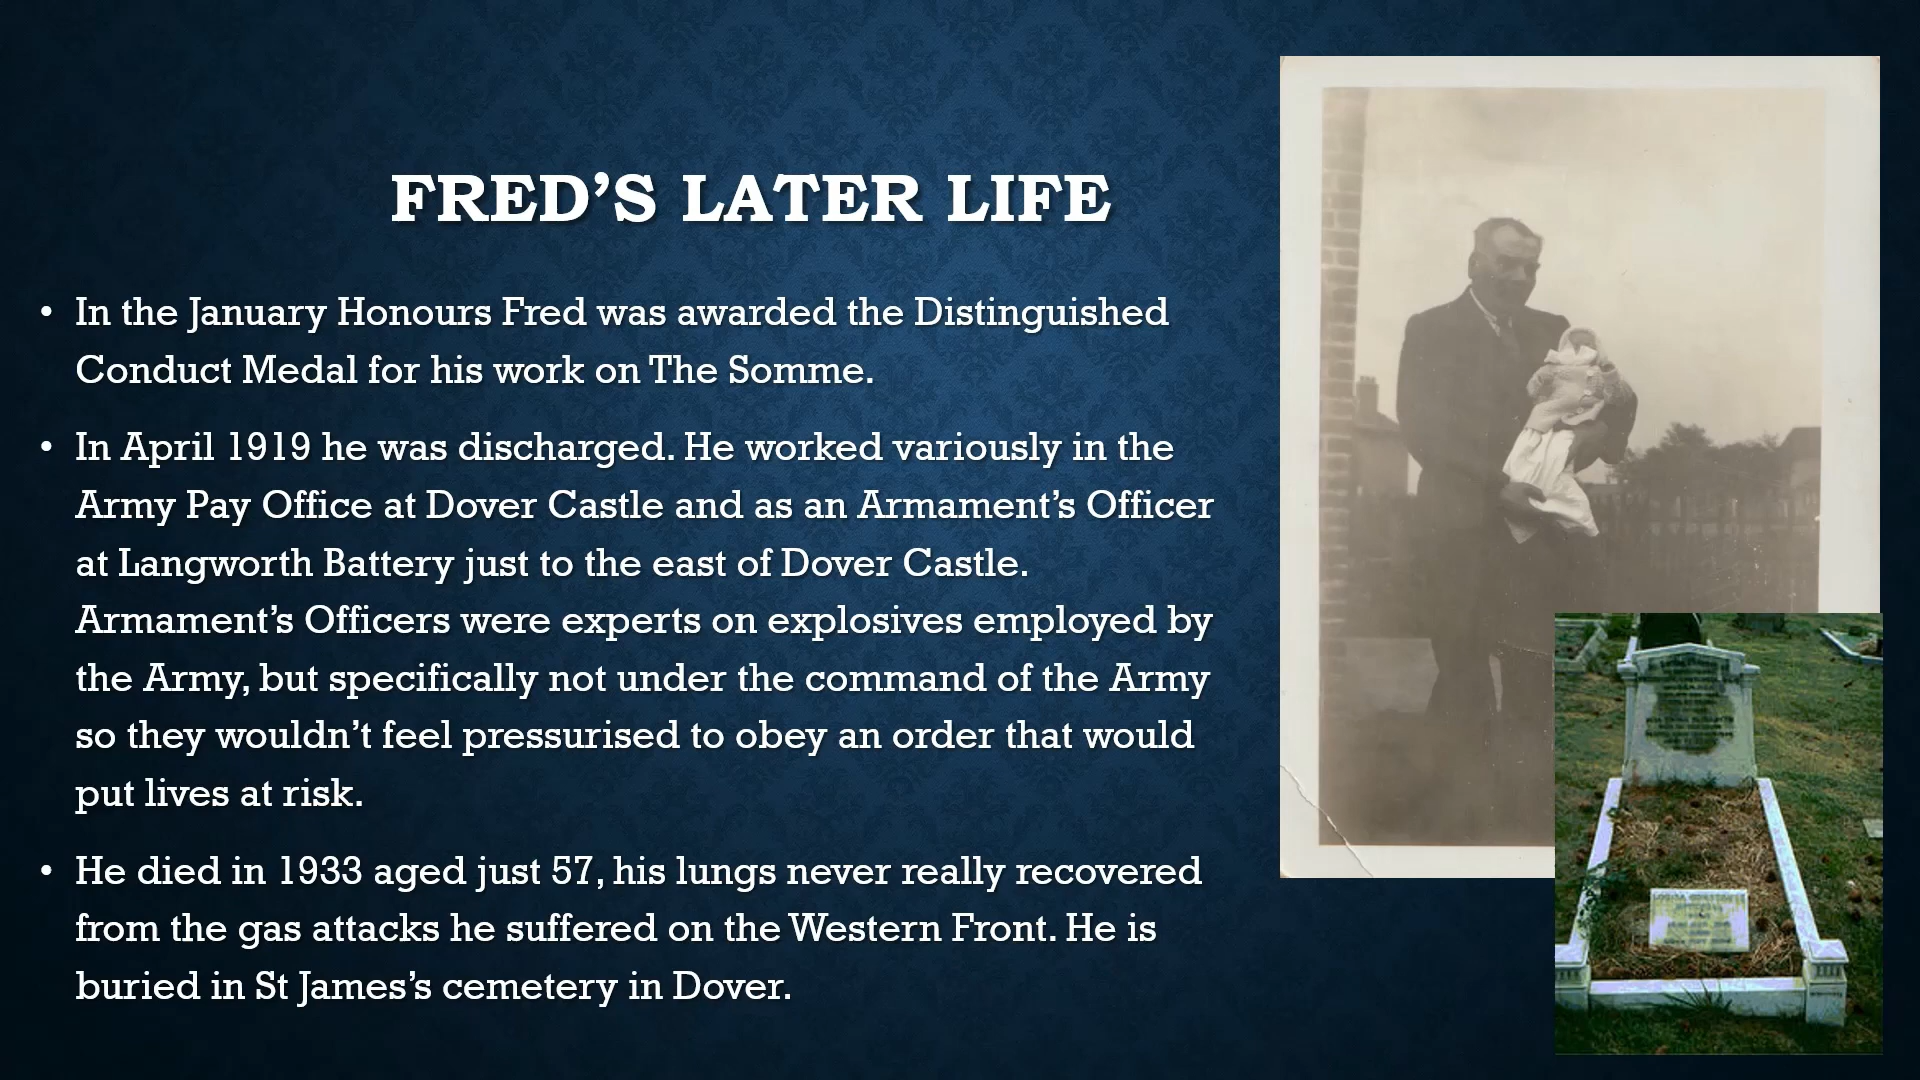 FRED’S LATER LIFE
• In the January Honours Fred was awarded the Distinguished
Conduct Medal for his work on The Somme.
• In April 1919 he was discharged. He worked variously in the
Army Pay Office at Dover Castle and as an Armament’s Officer
at Langworth Battery just to the east of Dover Castle.
Armament’s Officers were experts on explosives employed by
the Army, but specifically not under the command of the Army
so they wouldn’t feel pressurised to obey an order that would
put lives at risk.
• He died in 1933 aged just 57, his lungs never really recovered
from the gas attacks he suffered on the Western Front. He is
buried in St James’s cemetery in Dover.